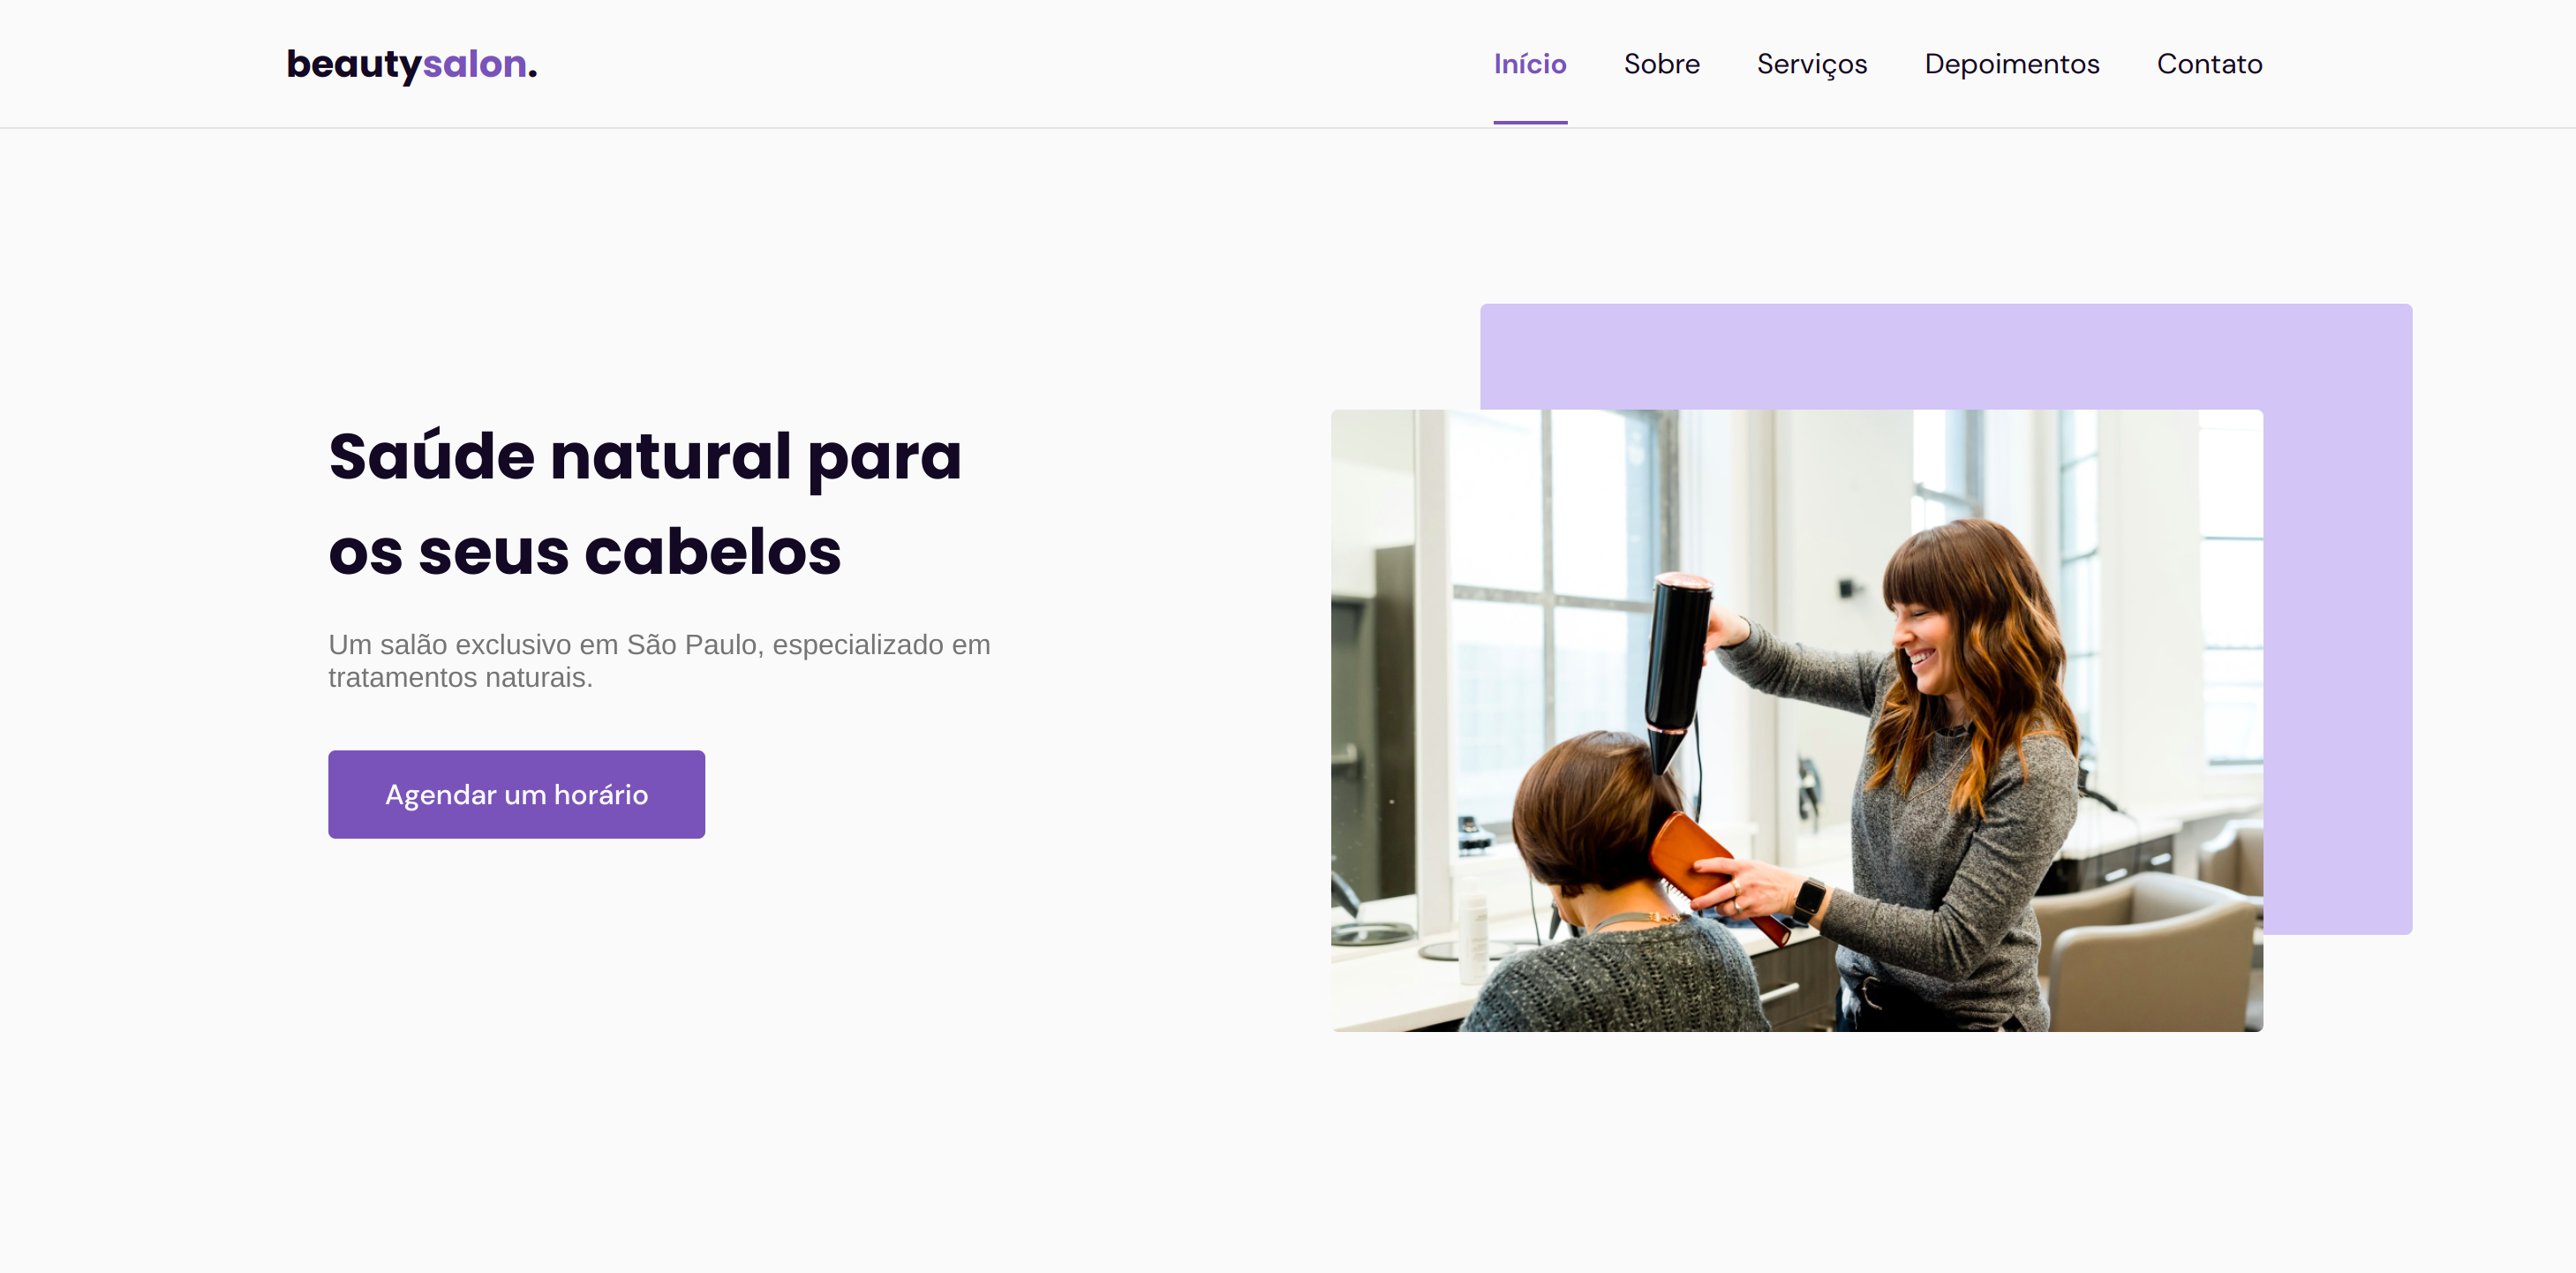 beautysalon.
Início Sobre Serviços Depoimentos Contato
Saúde natural para
os seus cabelos
Um salão exclusivo em São Paulo, especializado em
tratamentos naturais.
Agendar um horário